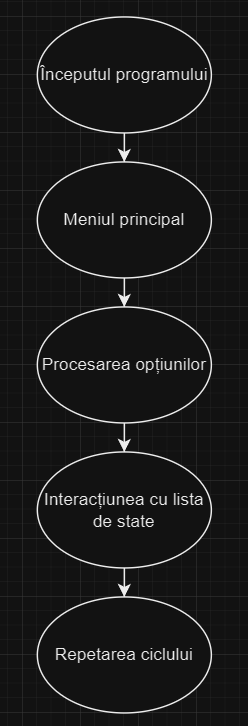 Începutul programului
Meniul principal
Procesarea opțiunilor
Interacțiunea cu lista
de state
Repetarea ciclului